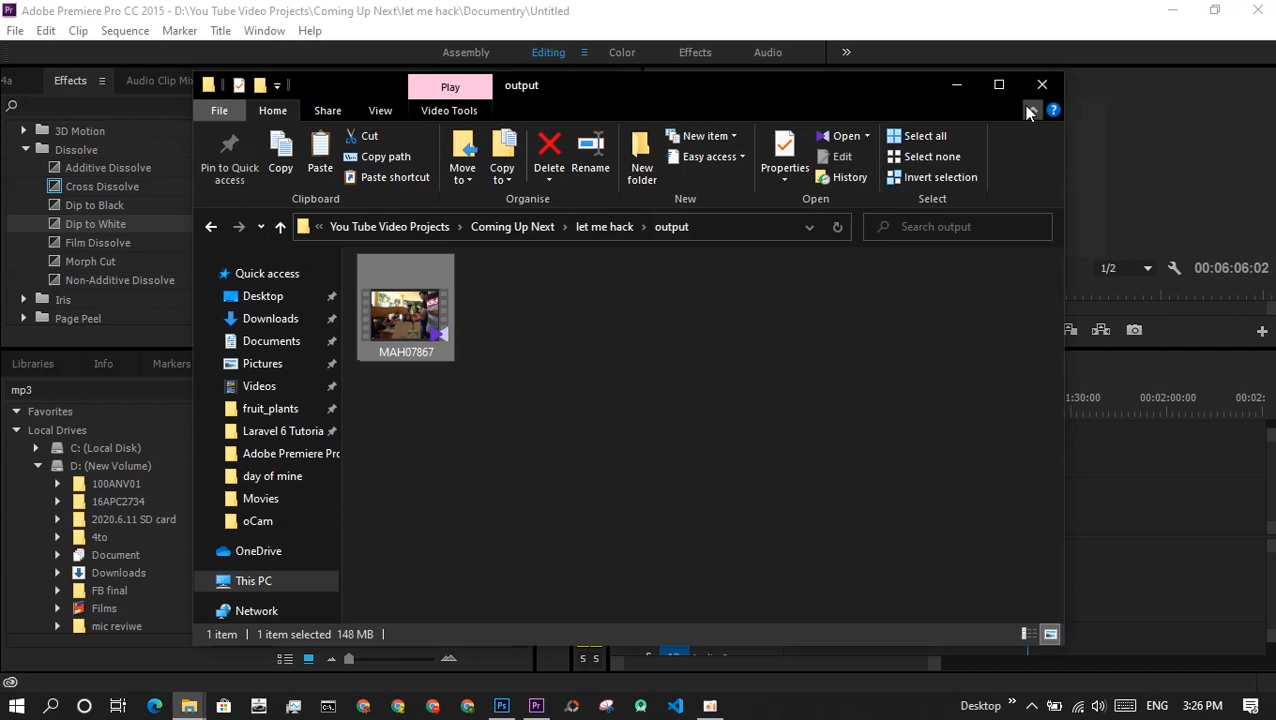 Adobe Premiere Pro CC 2015 - D:\You Tube Video Projects\Coming Up Next\let me hack\Documentry\Untitled
File Edit Clip Sequence Marker Title Window Help
Assembly Editing Color Effects Audio
4a Effects Audio Clip Mix
Play output
File Home Share View Video Tools
3D Motion
Dissolve
Additive Dissolve
Cross Dissolve
Dip to Black
Dip to White
Film Dissolve
Morph Cut
Non-Additive Dissolve
Iris
Page Peel
Pin to Quick access
Copy
Paste
Cut
Copy path
Paste shortcut
Clipboard
Move to
Copy to
Delete
Rename
Organise
New folder
New item
Easy access
New
Properties
Open
Edit
History
Open
Select all
Select none
Invert selection
Select
You Tube Video Projects Coming Up Next let me hack output
Search output
1/2 00:06:06:02
Quick access
Desktop
Downloads
Documents
Pictures
Videos
fruit_plants
Laravel 6 Tutoria
Adobe Premiere Pro
day of mine
Movies
oCam
OneDrive
This PC
Network
MAH07867
1 item 1 item selected 148 MB
Libraries Info Markers
mp3
Favorites
Local Drives
C: (Local Disk)
D: (New Volume)
100ANV01
16APC2734
2020.6.11 SD card
4to
Document
Downloads
FB final
Films
mic reviwe
1:30:00 00:02:00:00 00:02:
S S
Desktop ENG 3:26 PM